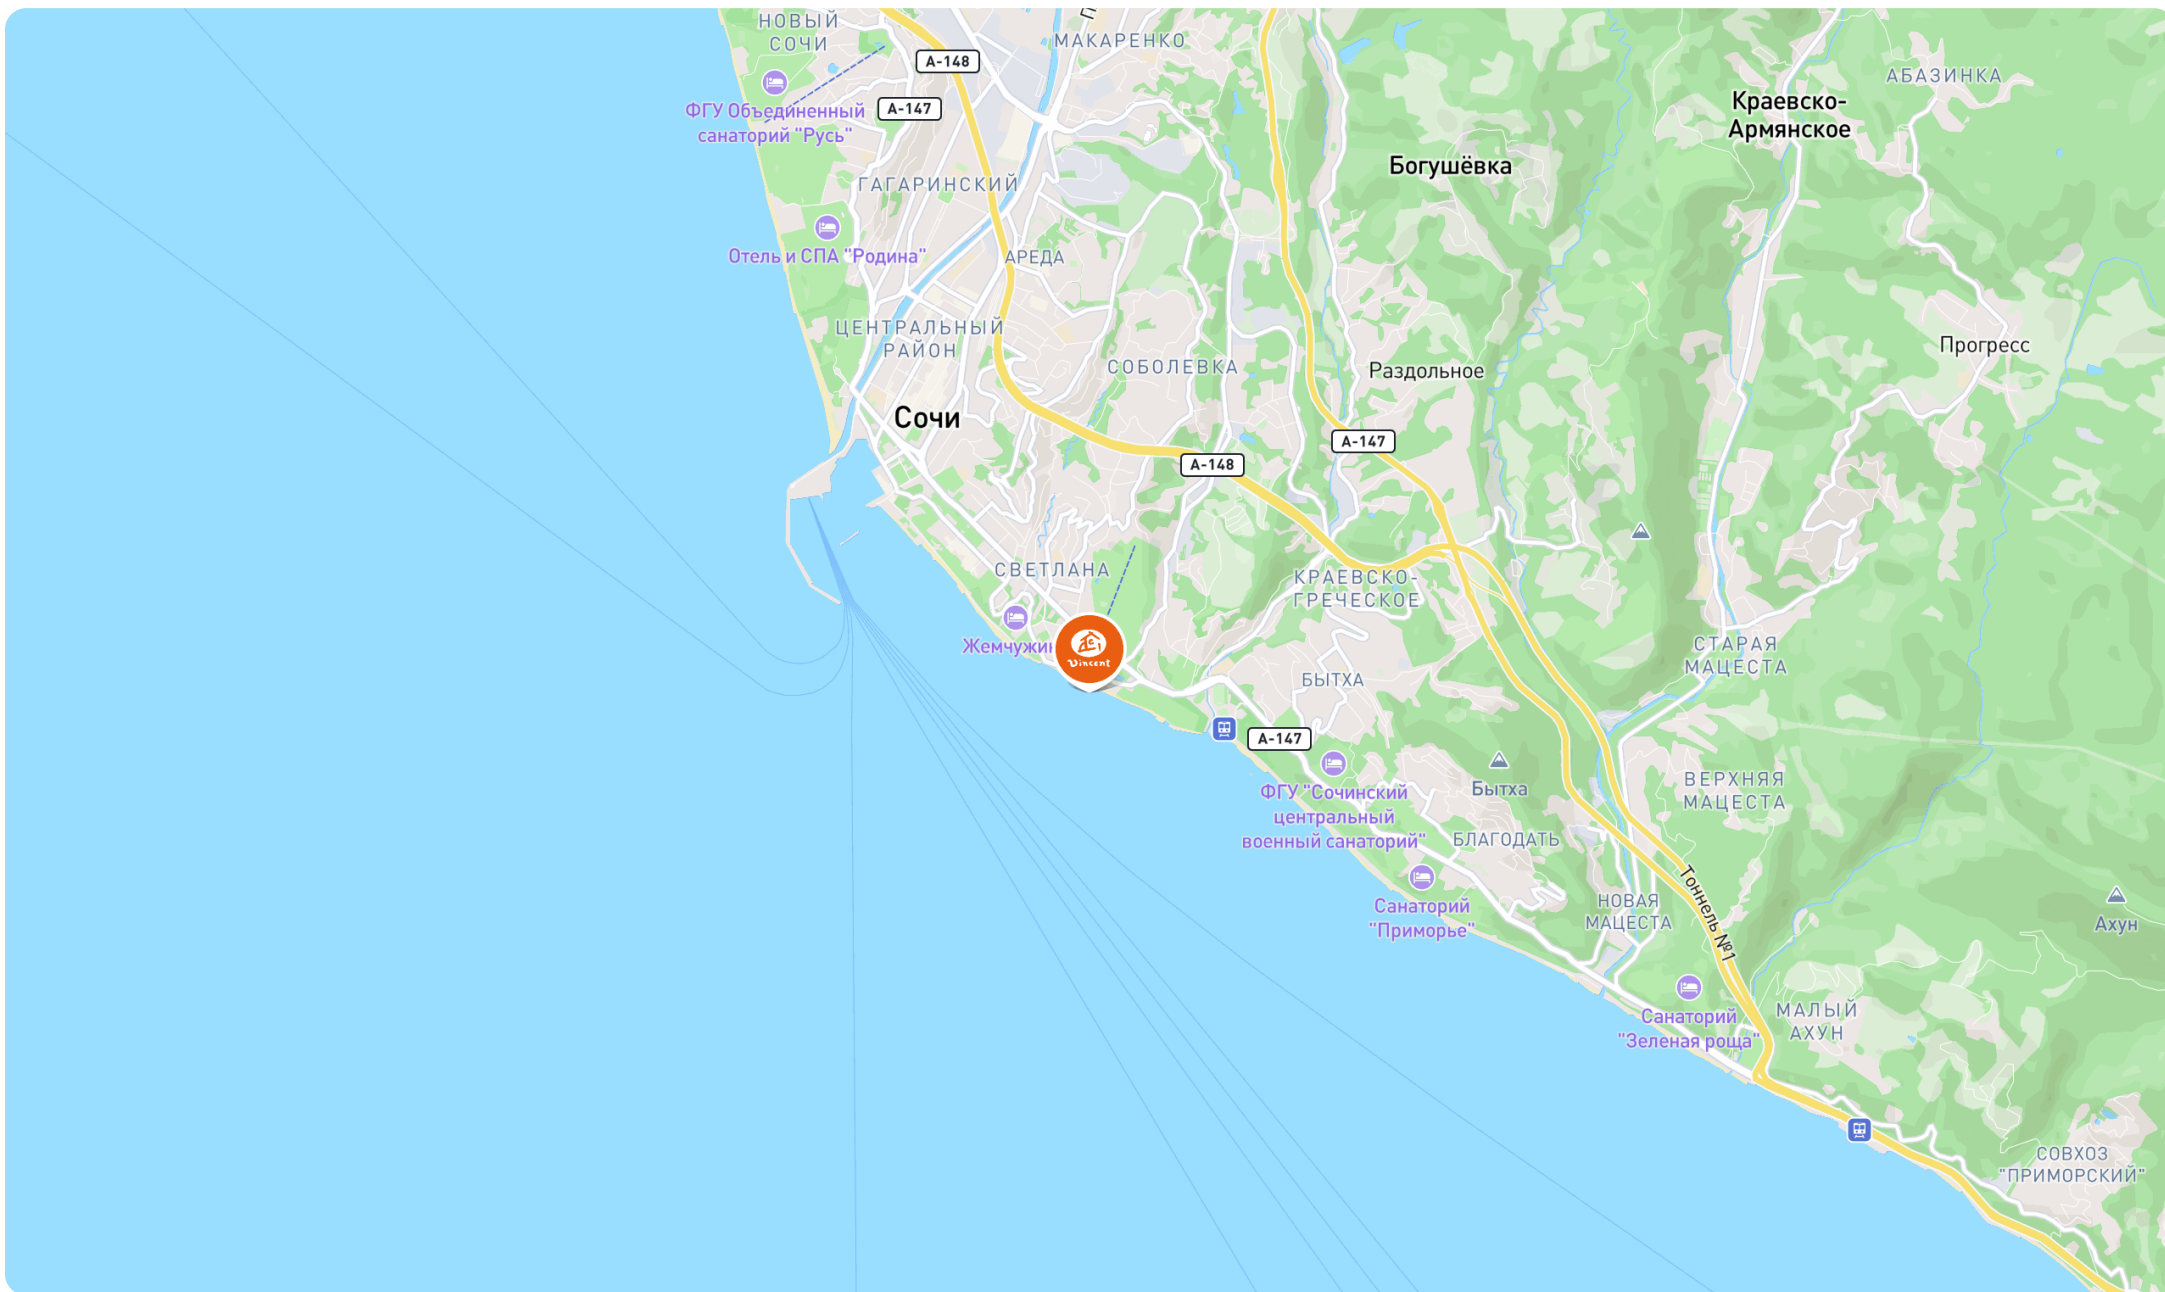 НОВЫЙ
СОЧИ
МАКАРЕНКО
А-148
АБАЗИНКА
ФГУ Объединенный
санаторий "Русь"
А-147
Краевско-
Армянское
Богушёвка
ГАГАРИНСКИЙ
Отель и СПА "Родина"
АРЕДА
ЦЕНТРАЛЬНЫЙ
РАЙОН
Прогресс
СОБОЛЕВКА
Раздольное
Сочи
А-147
А-148
СВЕТЛАНА
КРАЕВСКО-
ГРЕЧЕСКОЕ
Vincent
СТАРАЯ
МАЦЕСТА
БЫТХА
А-147
ФГУ "Сочинский
центральный
военный санаторий"
Бытха
ВЕРХНЯЯ
МАЦЕСТА
БЛАГОДАТЬ
Тоннель №1
Санаторий
"Приморье"
НОВАЯ
МАЦЕСТА
Ахун
Санаторий
"Зеленая роща"
МАЛЫЙ
АХУН
СОВХОЗ
"ПРИМОРСКИЙ"